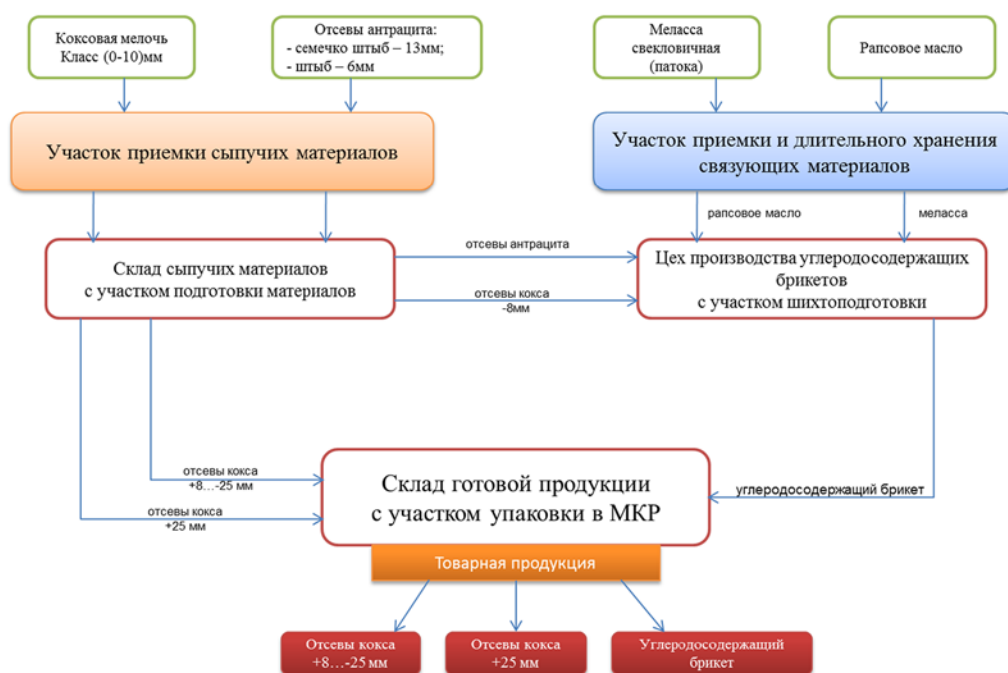 Коксовая мелочь
Класс (0-10)мм
Отсевы антрацита:
- семечко штыб – 13мм;
- штыб – 6мм
Меласса
свекловичная
(патока)
Рапсовое масло
Участок приемки сыпучих материалов
Участок приемки и длительного хранения
связующих материалов
рапсовое масло
меласса
Склад сыпучих материалов
с участком подготовки материалов
отсевы антрацита
отсевы кокса
-8мм
Цех производства углеродосодержащих
брикетов
с участком шихтоподготовки
отсевы кокса
+8...-25 мм
отсевы кокса
+25 мм
Склад готовой продукции
с участком упаковки в МКР
углеродосодержащий брикет
Товарная продукция
Отсевы кокса
+8...-25 мм
Отсевы кокса
+25 мм
Углеродосодержащий
брикет